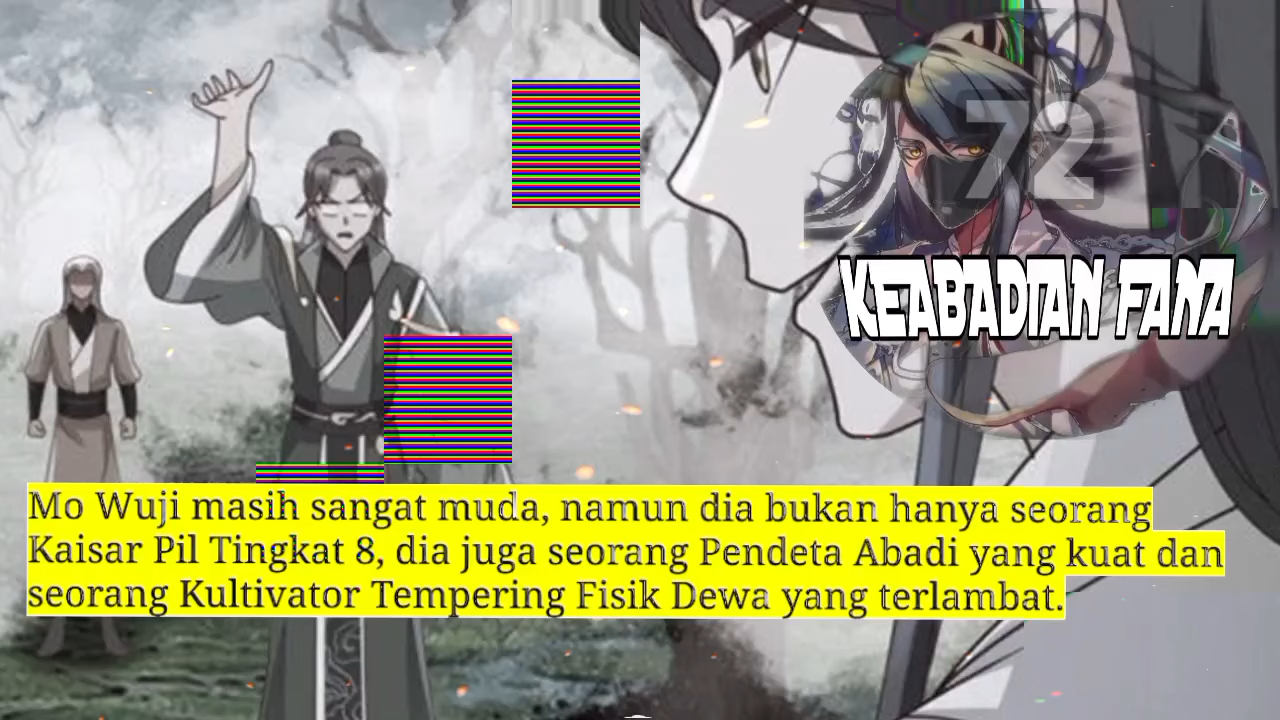 72
KEABADIAN FANA
Mo Wuji masih sangat muda, namun dia bukan hanya seorang
Kaisar Pil Tingkat 8, dia juga seorang Pendeta Abadi yang kuat dan
seorang Kultivator Tempering Fisik Dewa yang terlambat.